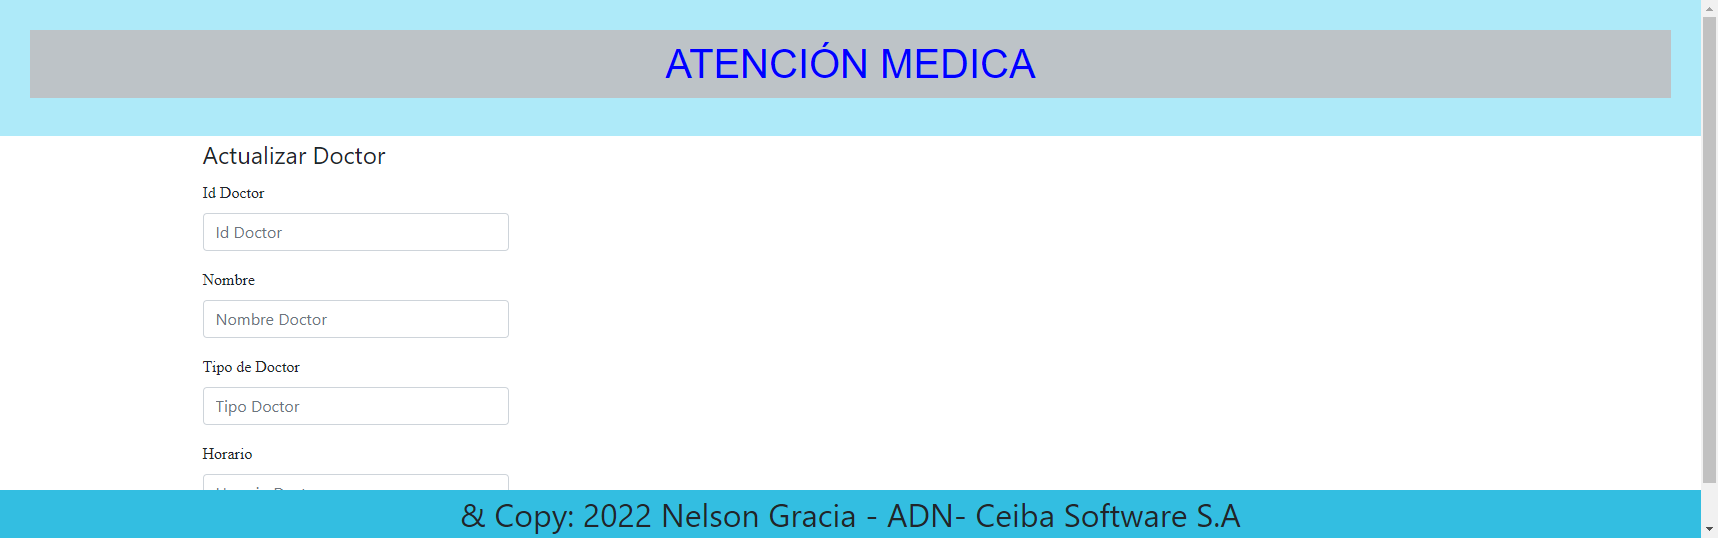 ATENCIÓN MEDICA
Actualizar Doctor
Id Doctor
Id Doctor
Nombre
Nombre Doctor
Tipo de Doctor
Tipo Doctor
Horario
& Copy: 2022 Nelson Gracia - ADN- Ceiba Software S.A